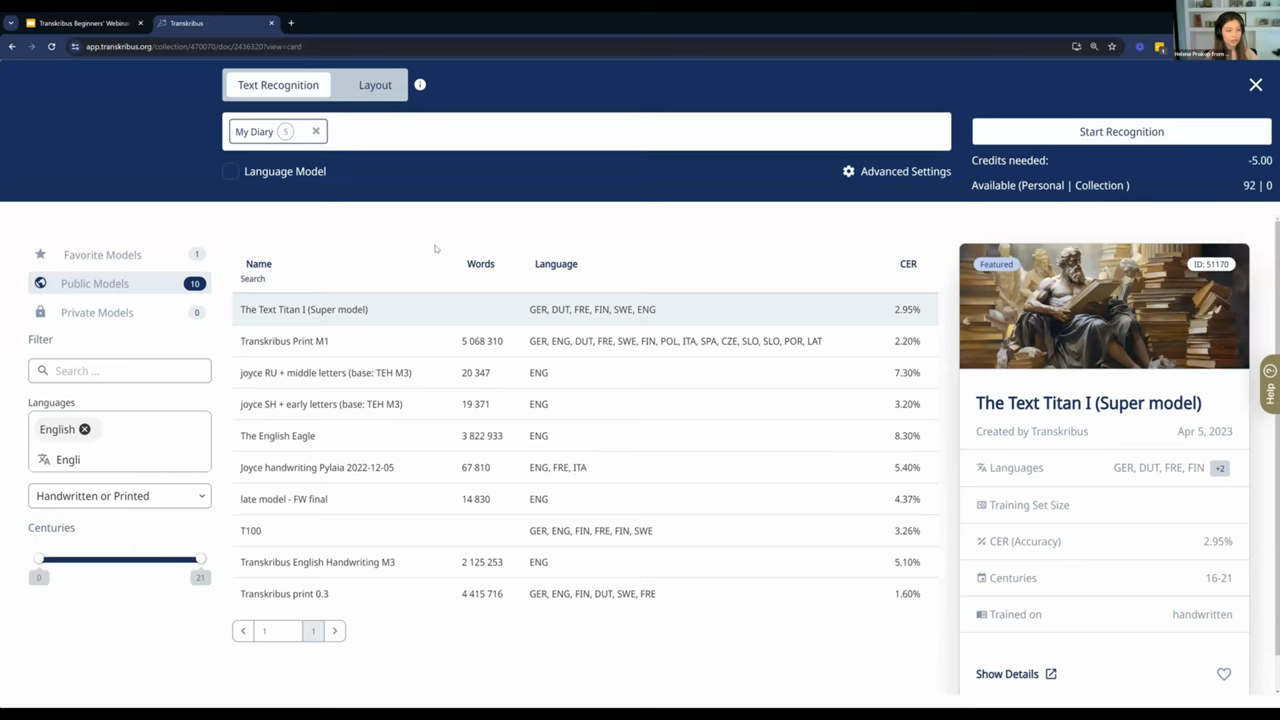 Transkribus Beginners' Webinar
Transkribus
app.transkribus.org/collection/470070/doc/2436320?view=card
Helene Prokop from ...
Text Recognition
Layout
My Diary 5
Start Recognition
Language Model
Advanced Settings
Credits needed: -5.00
Available (Personal | Collection ) 92 | 0
Favorite Models 1
Public Models 10
Private Models 0
Filter
Search ...
Languages
English
Engli
Handwritten or Printed
Centuries
0 21
Name Words Language CER
Search
The Text Titan I (Super model) GER, DUT, FRE, FIN, SWE, ENG 2.95%
Transkribus Print M1 5 068 310 GER, ENG, DUT, FRE, SWE, FIN, POL, ITA, SPA, CZE, SLO, SLO, POR, LAT 2.20%
joyce RU + middle letters (base: TEH M3) 20 347 ENG 7.30%
joyce SH + early letters (base: TEH M3) 19 371 ENG 3.20%
The English Eagle 3 822 933 ENG 8.30%
Joyce handwriting Pylaia 2022-12-05 67 810 ENG, FRE, ITA 5.40%
late model - FW final 14 830 ENG 4.37%
T100 GER, ENG, FIN, FRE, FIN, SWE 3.26%
Transkribus English Handwriting M3 2 125 253 ENG 5.10%
Transkribus print 0.3 4 415 716 GER, ENG, FIN, DUT, SWE, FRE 1.60%
1 1
Featured
ID: 51170
The Text Titan I (Super model)
Created by Transkribus Apr 5, 2023
Languages GER, DUT, FRE, FIN +2
Training Set Size
CER (Accuracy) 2.95%
Centuries 16-21
Trained on handwritten
Show Details
Help